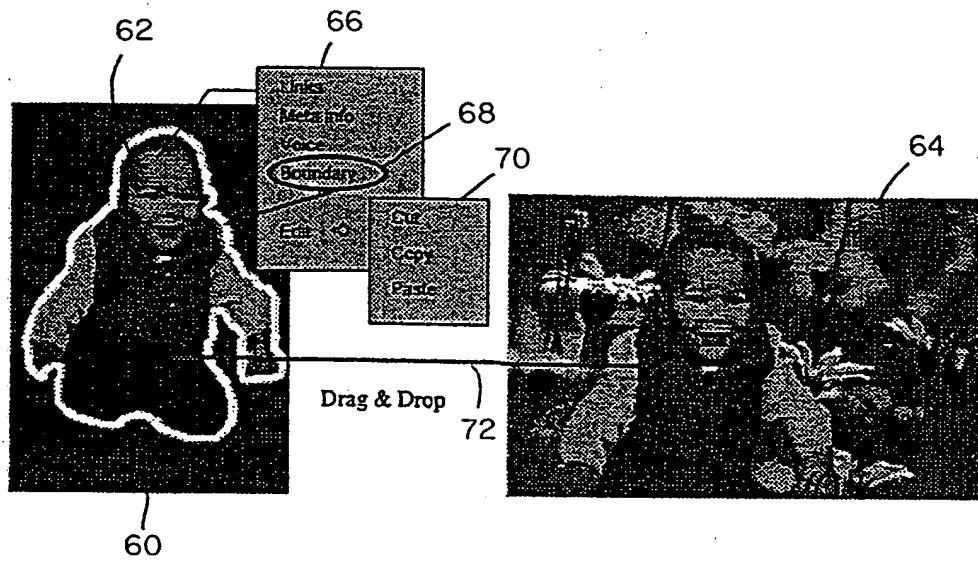 62
66
Links
Meta info
Voice
68
Boundary
70
64
Edit
Cut
Copy
Paste
Drag & Drop
72
60